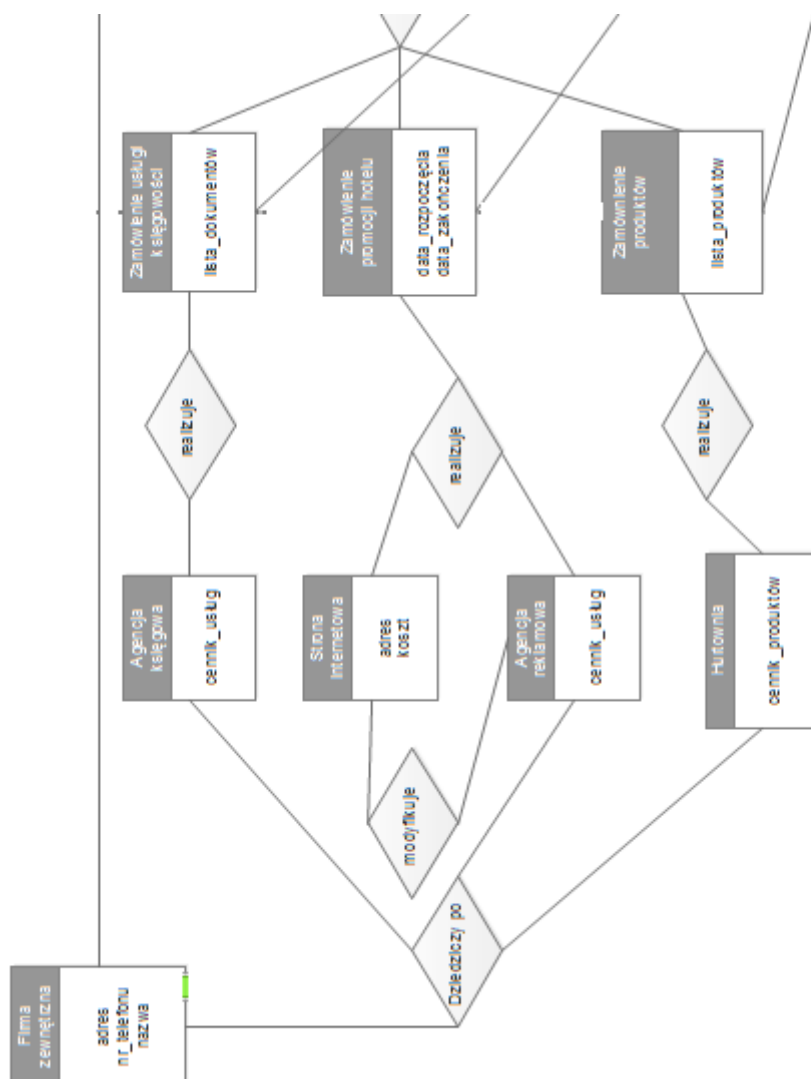 Firma
zewnętrzna
adres
nr_telefonu
nazwa
Agencja
księgowa
cennik_usług
realizuje
Zamówienie usługi
księgowości
lista_dokumentów
modyfikuje
Strona
Internetowa
adres
koszt
realizuje
Zamówienie
promocji hotelu
data_rozpoczęcia
data_zakończenia
Dziedziczy po
Agencja
reklamowa
cennik_usług
Hurtownia
cennik_produktów
realizuje
Zamównienie
produktów
lista_produktów